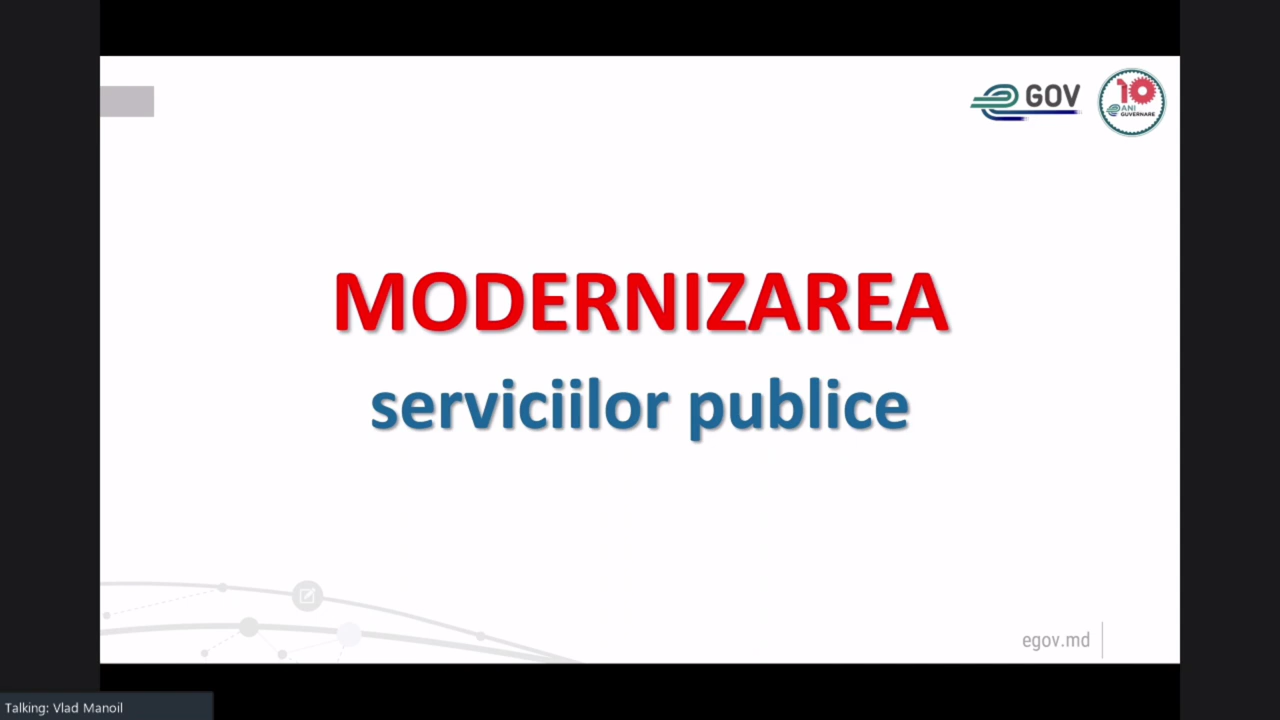 GOV
10
ANI
GUVERNARE
MODERNIZAREA
serviciilor publice
egov.md
Talking: Vlad Manoil